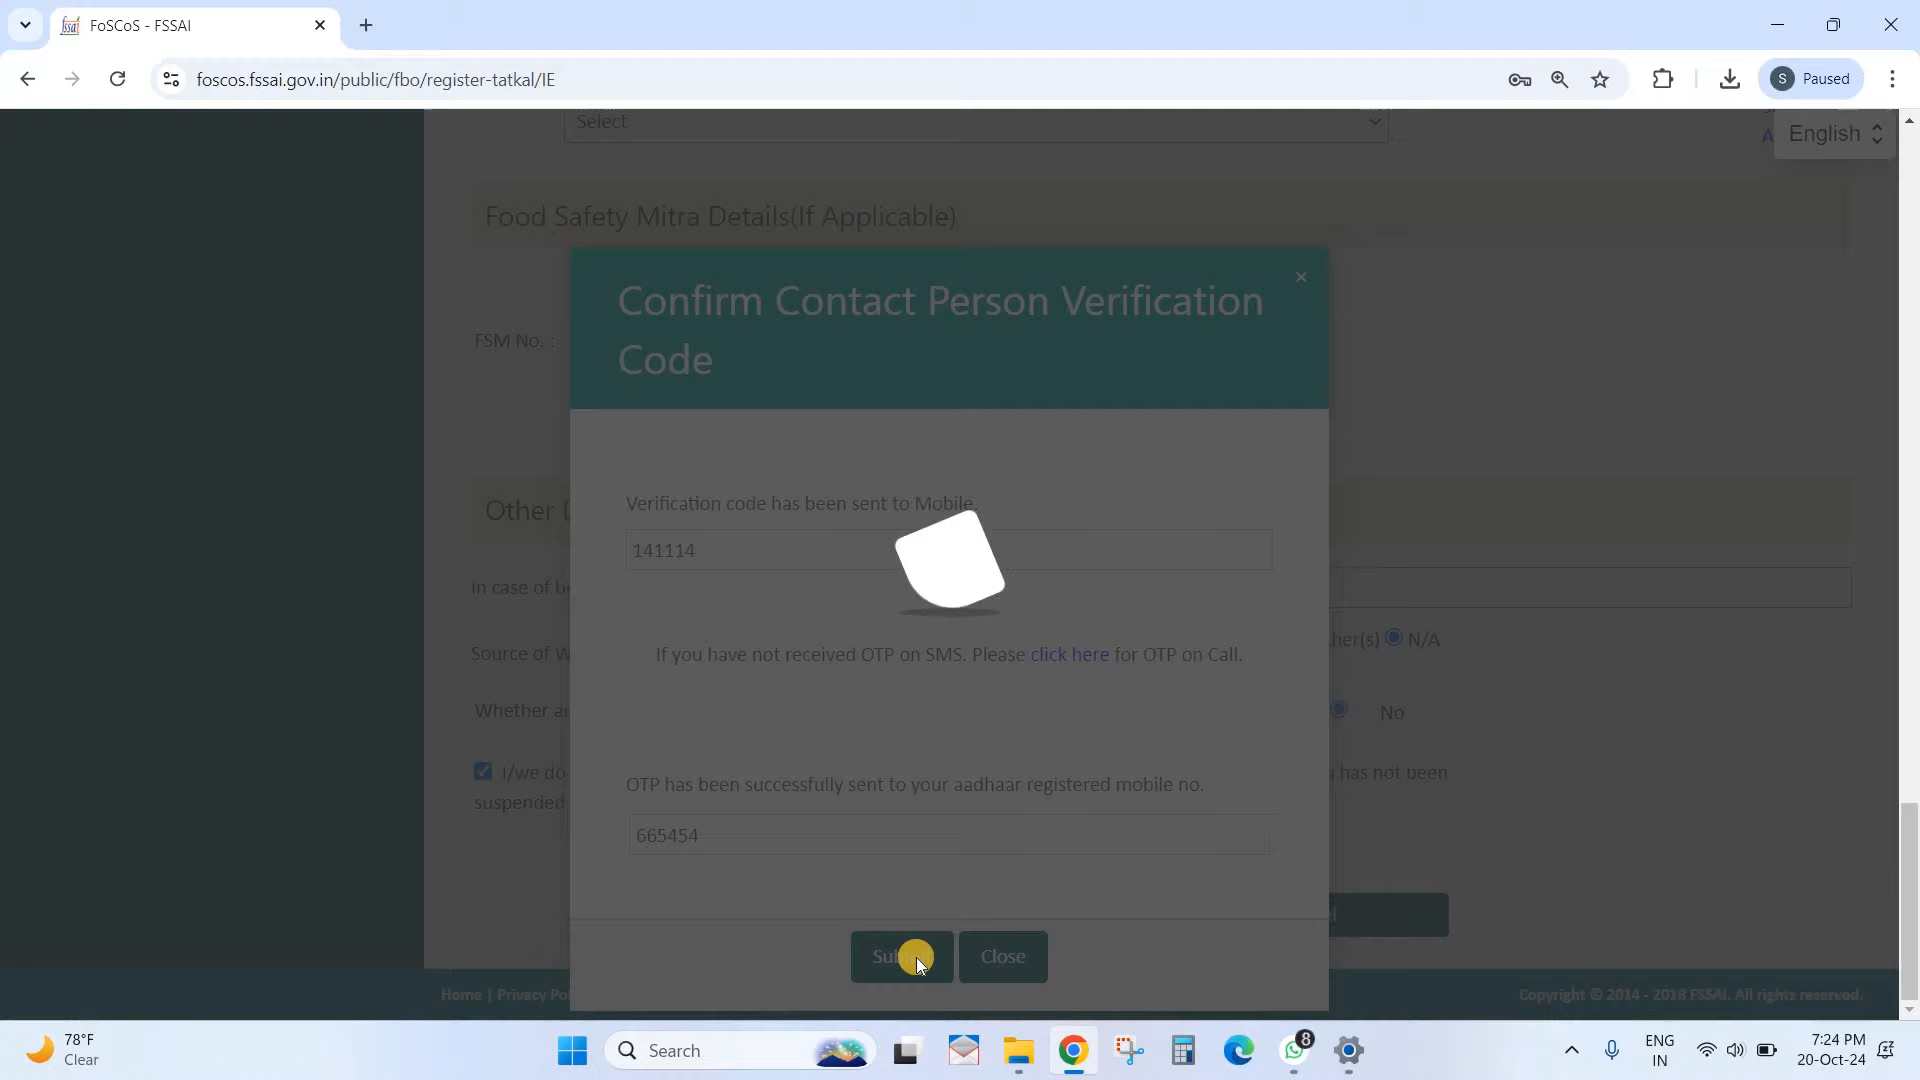 FoSCoS - FSSAI
foscos.fssai.gov.in/public/fbo/register-tatkal/IE
S Paused
Select
English
Food Safety Mitra Details(If Applicable)
Confirm Contact Person Verification
Code
FSM No. :
Verification code has been sent to Mobile.
141114
Other
In case of
her(s) N/A
Source of
If you have not received OTP on SMS. Please click here for OTP on Call.
Whether
No
I/we do
has not been
suspended
OTP has been successfully sent to your aadhaar registered mobile no.
665454
Close
Home | Privacy
Copyright © 2014 - 2018 FSSAI. All rights reserved.
78°F
Clear
Search
8
ENG
IN
7:24 PM
20-Oct-24